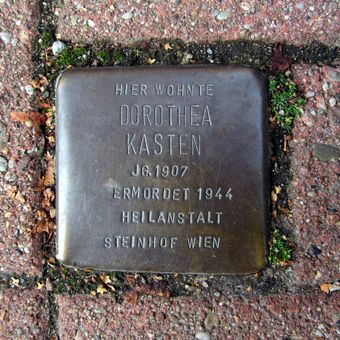 HIER WOHNTE
DOROTHEA
KASTEN
JG.1907
ERMORDET 1944
HEILANSTALT
STEINHOF WIEN